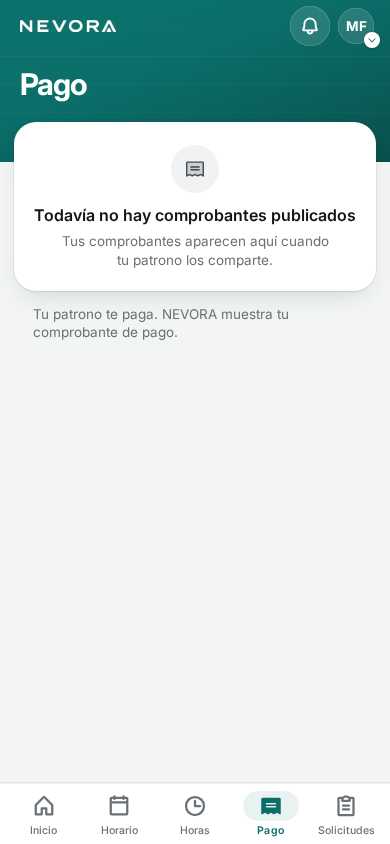 NEVORA
MF
Pago
Todavía no hay comprobantes publicados
Tus comprobantes aparecen aquí cuando
tu patrono los comparte.
Tu patrono te paga. NEVORA muestra tu
comprobante de pago.
Inicio
Horario
Horas
Pago
Solicitudes